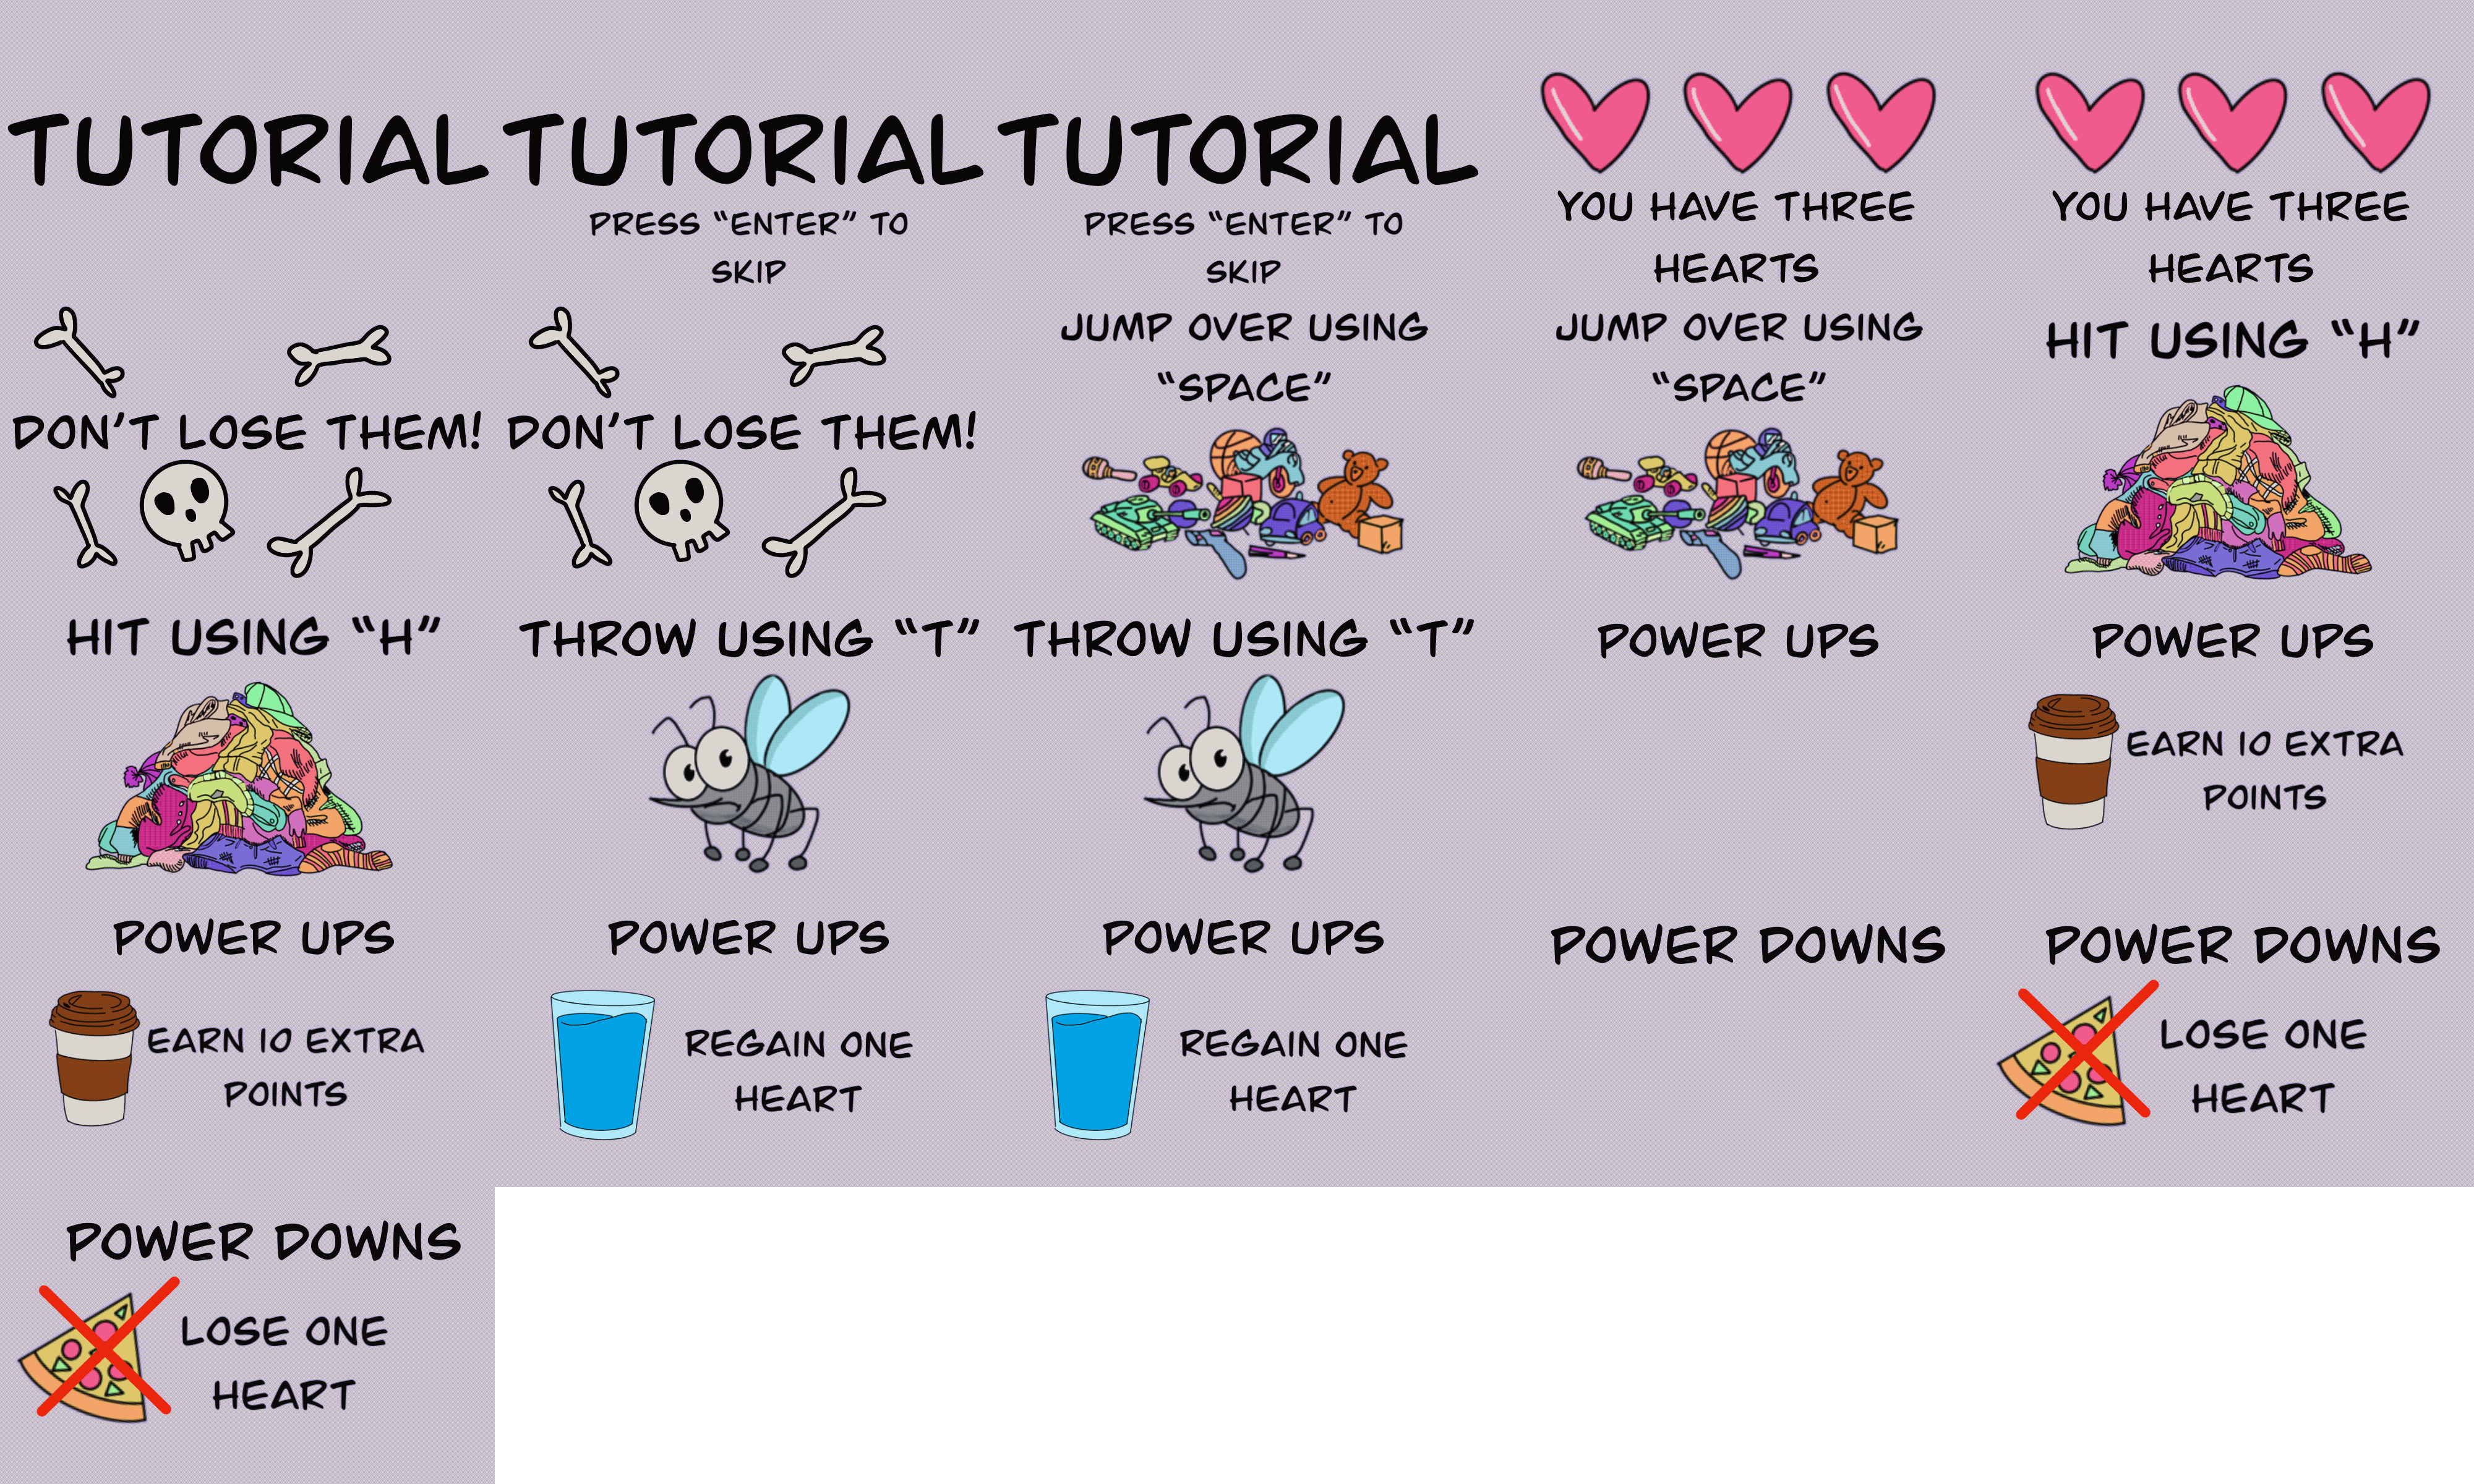 TUTORIAL
TUTORIAL
PRESS “ENTER” TO
SKIP
TUTORIAL
PRESS “ENTER” TO
SKIP
YOU HAVE THREE
HEARTS
YOU HAVE THREE
HEARTS
DON’T LOSE THEM!
DON’T LOSE THEM!
JUMP OVER USING
“SPACE”
JUMP OVER USING
“SPACE”
HIT USING “H”
HIT USING “H”
THROW USING “T”
THROW USING “T”
POWER UPS
POWER UPS
EARN 10 EXTRA
POINTS
POWER UPS
EARN 10 EXTRA
POINTS
POWER UPS
REGAIN ONE
HEART
POWER UPS
REGAIN ONE
HEART
POWER DOWNS
POWER DOWNS
LOSE ONE
HEART
POWER DOWNS
LOSE ONE
HEART